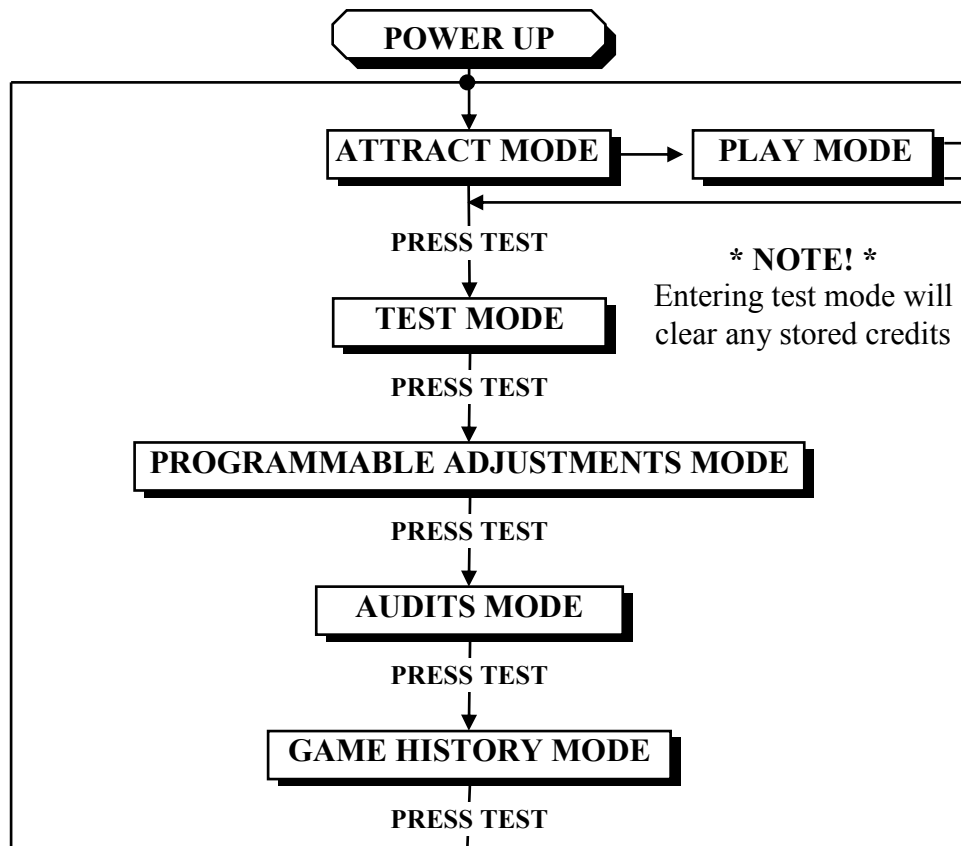 POWER UP
ATTRACT MODE
PLAY MODE
PRESS TEST
* NOTE! *
Entering test mode will
clear any stored credits
TEST MODE
PRESS TEST
PROGRAMMABLE ADJUSTMENTS MODE
PRESS TEST
AUDITS MODE
PRESS TEST
GAME HISTORY MODE
PRESS TEST